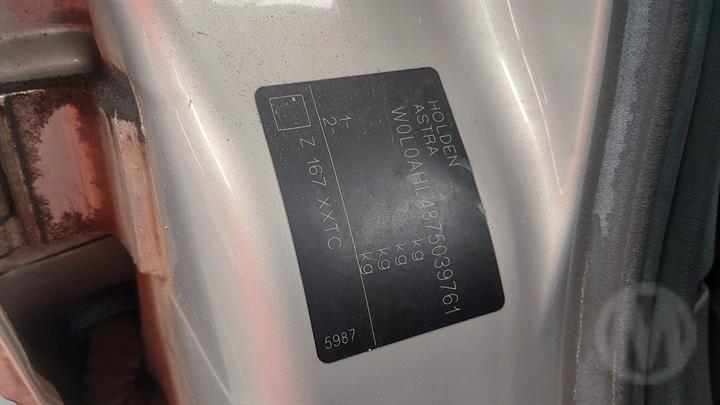 HOLDEN
ASTRA
W0L0AHL4875039761
kg
kg
kg
kg
1-
2-
Z 167 XXTC
5987
M